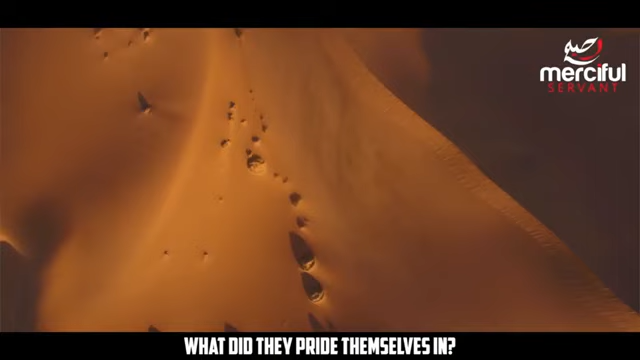 merciful
SERVANT
WHAT DID THEY PRIDE THEMSELVES IN?